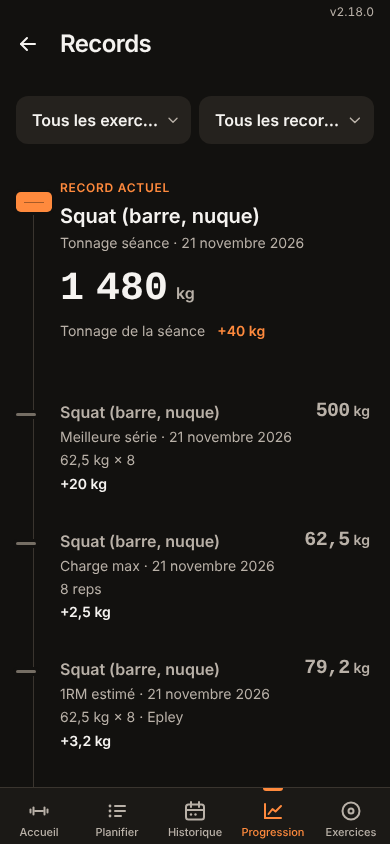 v2.18.0
Records
Tous les exerc...
Tous les recor...
RECORD ACTUEL
Squat (barre, nuque)
Tonnage séance · 21 novembre 2026
1 480 kg
Tonnage de la séance +40 kg
Squat (barre, nuque) 500 kg
Meilleure série · 21 novembre 2026
62,5 kg × 8
+20 kg
Squat (barre, nuque) 62,5 kg
Charge max · 21 novembre 2026
8 reps
+2,5 kg
Squat (barre, nuque) 79,2 kg
1RM estimé · 21 novembre 2026
62,5 kg × 8 · Epley
+3,2 kg
Accueil Planifier Historique Progression Exercices